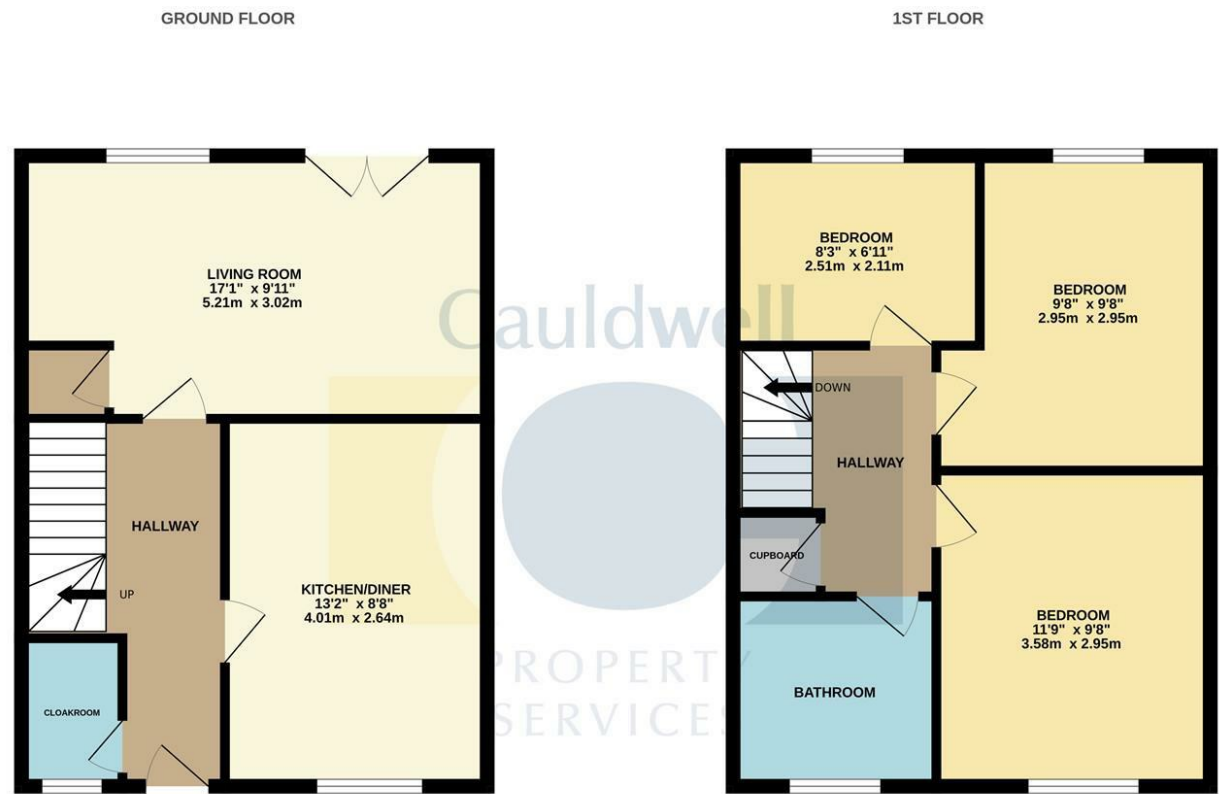 GROUND FLOOR
1ST FLOOR
LIVING ROOM
17'1" x 9'11"
5.21m x 3.02m
HALLWAY
UP
KITCHEN/DINER
13'2" x 8'8"
4.01m x 2.64m
CLOAKROOM
BEDROOM
8'3" x 6'11"
2.51m x 2.11m
BEDROOM
9'8" x 9'8"
2.95m x 2.95m
DOWN
HALLWAY
CUPBOARD
BEDROOM
11'9" x 9'8"
3.58m x 2.95m
BATHROOM
Cauldwell
PROPERTY
SERVICES